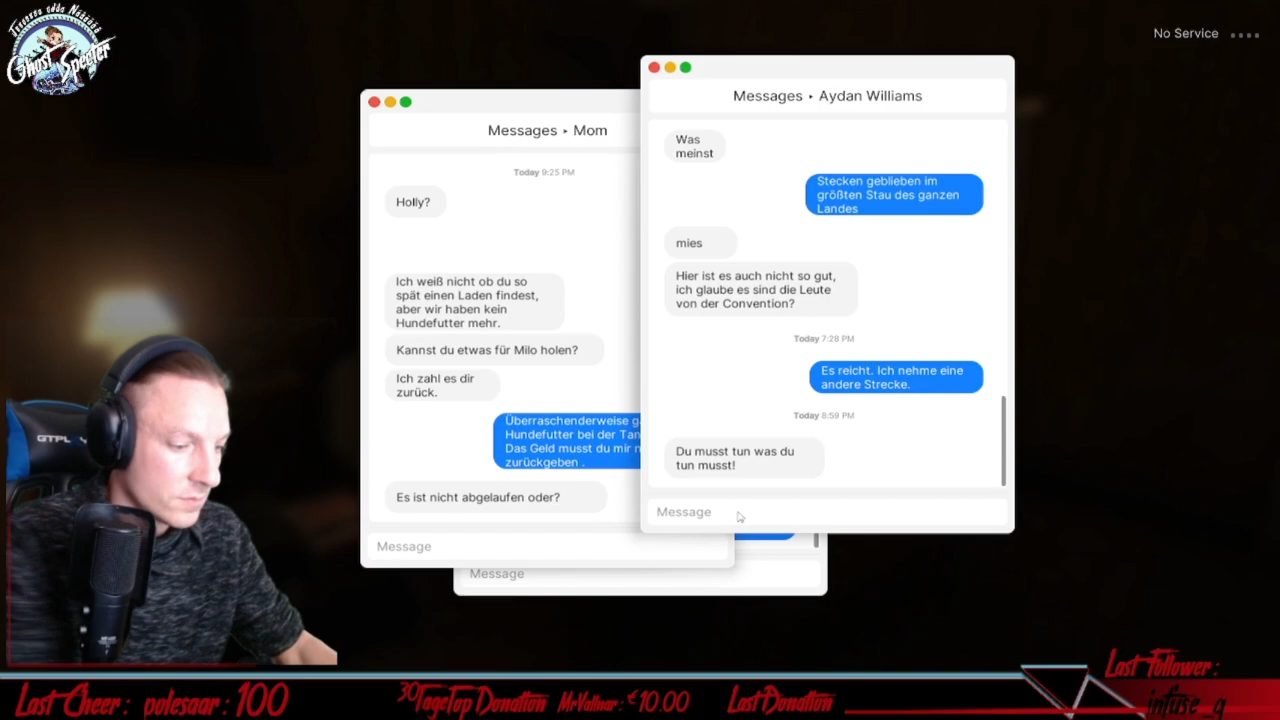 Ghost Speeter
No Service
Messages ▸ Mom
Today 9:25 PM
Holly?
Ich weiß nicht ob du so
spät einen Laden findest,
aber wir haben kein
Hundefutter mehr.
Kannst du etwas für Milo holen?
Ich zahl es dir
zurück.
Überraschenderweise
Hundefutter bei der
Das Geld musst du mir
zurückgeben .
Es ist nicht abgelaufen oder?
Message
Message
Messages • Aydan Williams
Was
meinst
Stecken geblieben im
größten Stau des ganzen
Landes
mies
Hier ist es auch nicht so gut,
ich glaube es sind die Leute
von der Convention?
Today 7:28 PM
Es reicht. Ich nehme eine
andere Strecke.
Today 8:59 PM
Du musst tun was du
tun musst!
Message
Last Cheer : polesaar : 100
30 Tage Top Donation MrVallnar : €10.00
Last Donation
Last Follower :
infuse_g